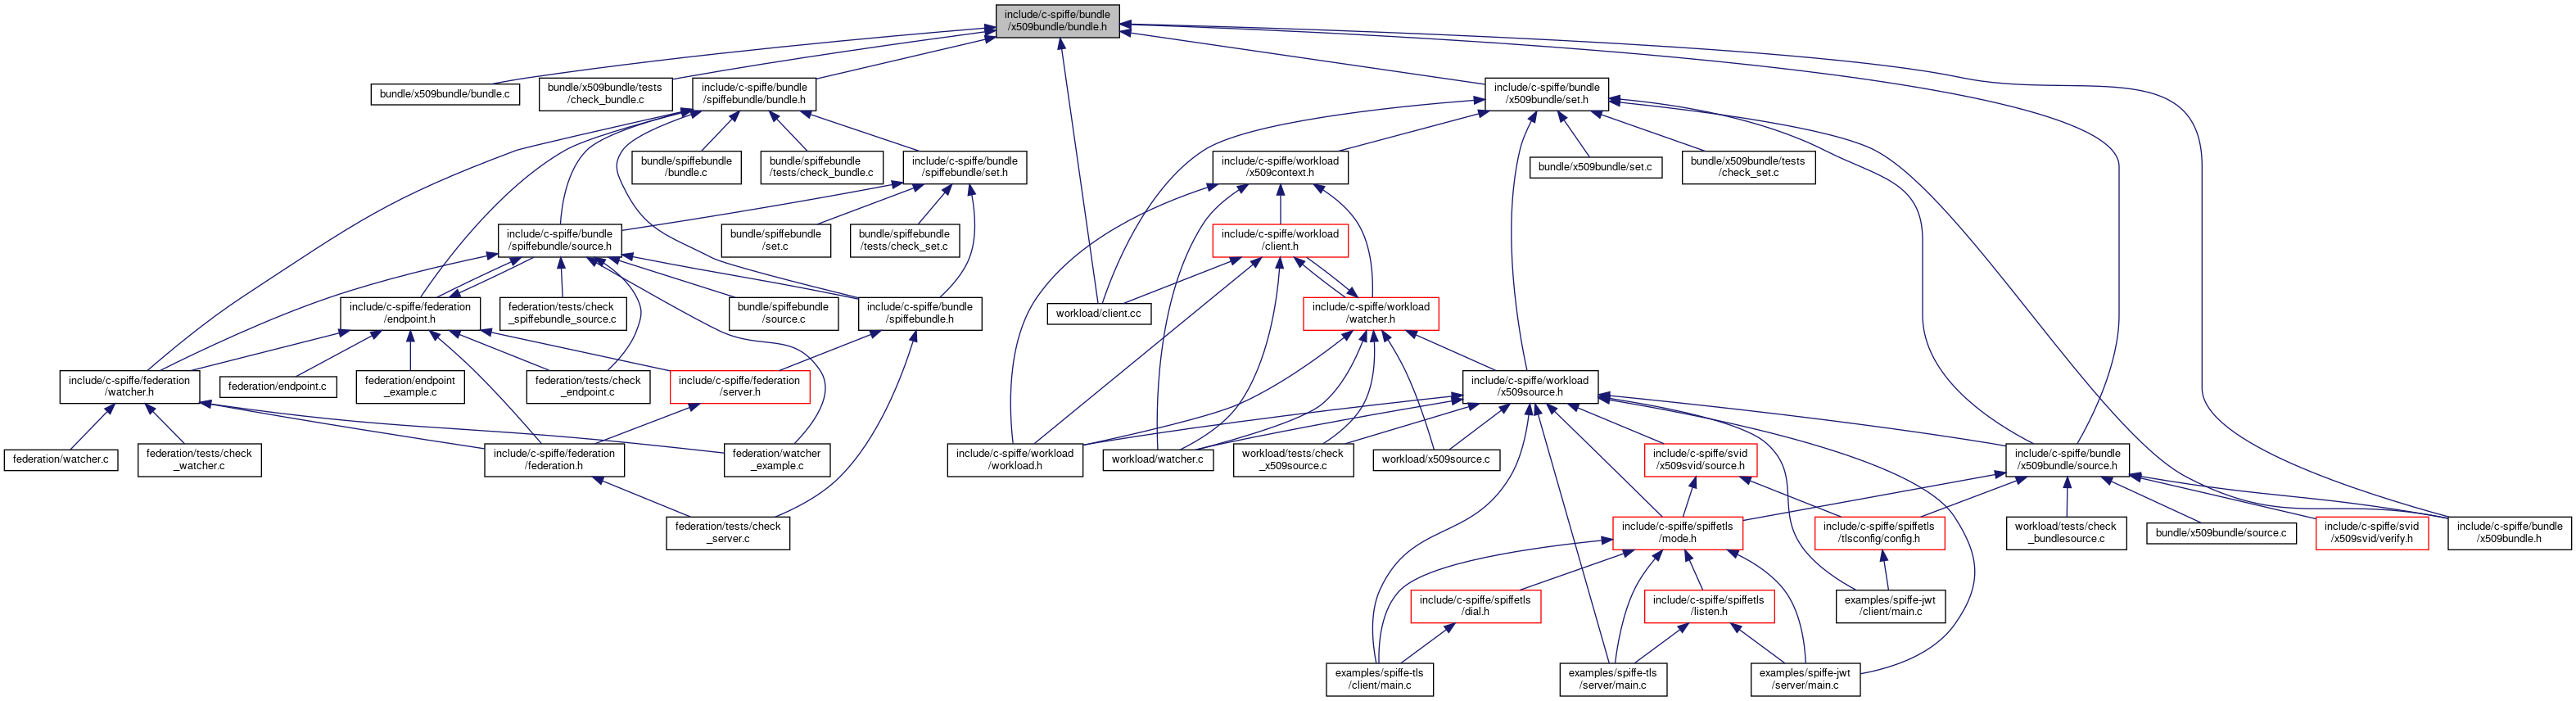 include/c-spiffe/bundle
/x509bundle/bundle.h
bundle/x509bundle/bundle.c
bundle/x509bundle/tests
/check_bundle.c
include/c-spiffe/bundle
/spiffebundle/bundle.h
include/c-spiffe/bundle
/x509bundle/set.h
bundle/spiffebundle
/bundle.c
bundle/spiffebundle
/tests/check_bundle.c
include/c-spiffe/bundle
/spiffebundle/set.h
include/c-spiffe/workload
/x509context.h
bundle/x509bundle/set.c
bundle/x509bundle/tests
/check_set.c
include/c-spiffe/bundle
/spiffebundle/source.h
bundle/spiffebundle
/set.c
bundle/spiffebundle
/tests/check_set.c
include/c-spiffe/workload
/client.h
include/c-spiffe/federation
/endpoint.h
federation/tests/check
_spiffebundle_source.c
bundle/spiffebundle
/source.c
include/c-spiffe/bundle
/spiffebundle.h
workload/client.cc
include/c-spiffe/workload
/watcher.h
include/c-spiffe/federation
/watcher.h
federation/endpoint.c
federation/endpoint
_example.c
federation/tests/check
_endpoint.c
include/c-spiffe/federation
/server.h
include/c-spiffe/workload
/x509source.h
federation/watcher.c
federation/tests/check
_watcher.c
include/c-spiffe/federation
/federation.h
federation/watcher
_example.c
include/c-spiffe/workload
/workload.h
workload/watcher.c
workload/tests/check
_x509source.c
workload/x509source.c
include/c-spiffe/svid
/x509svid/source.h
include/c-spiffe/bundle
/x509bundle/source.h
federation/tests/check
_server.c
include/c-spiffe/spiffetls
/mode.h
include/c-spiffe/spiffetls
/tlsconfig/config.h
workload/tests/check
_bundlesource.c
bundle/x509bundle/source.c
include/c-spiffe/svid
/x509svid/verify.h
include/c-spiffe/bundle
/x509bundle.h
include/c-spiffe/spiffetls
/dial.h
include/c-spiffe/spiffetls
/listen.h
examples/spiffe-jwt
/client/main.c
examples/spiffe-tls
/client/main.c
examples/spiffe-tls
/server/main.c
examples/spiffe-jwt
/server/main.c